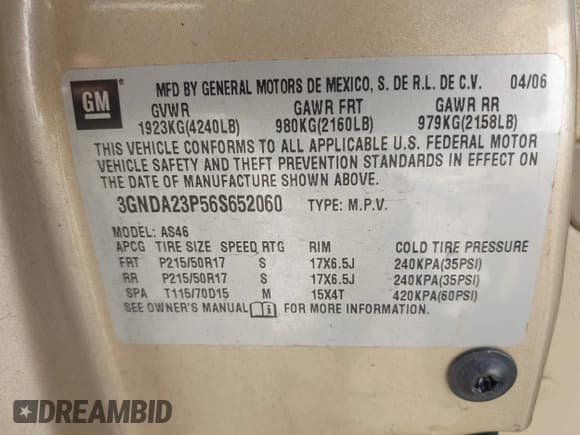 GM
MFD BY GENERAL MOTORS DE MEXICO, S. DE R.L. DE C.V. 04/06
GVWR GAWR FRT GAWR RR
1923KG(4240LB) 980KG(2160LB) 979KG(2158LB)
THIS VEHICLE CONFORMS TO ALL APPLICABLE U.S. FEDERAL MOTOR
VEHICLE SAFETY AND THEFT PREVENTION STANDARDS IN EFFECT ON
THE DATE OF MANUFACTURE SHOWN ABOVE.
3GNDA23P56S652060 TYPE: M.P.V.
MODEL: AS46
APCG TIRE SIZE SPEED RTG RIM COLD TIRE PRESSURE
FRT P215/50R17 S 17X6.5J 240KPA(35PSI)
RR P215/50R17 S 17X6.5J 240KPA(35PSI)
SPA T115/70D15 M 15X4T 420KPA(60PSI)
SEE OWNER'S MANUAL FOR MORE INFORMATION.
DREAMBID